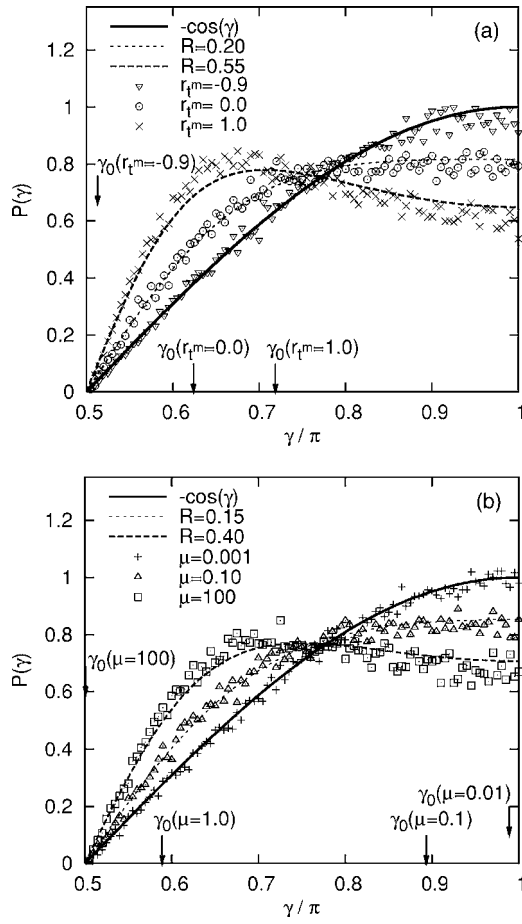 (a)
-cos(γ)
R=0.20
R=0.55
r_t^m=-0.9
r_t^m= 0.0
r_t^m= 1.0
γ₀(r_t^m=-0.9)
γ₀(r_t^m=0.0)
γ₀(r_t^m=1.0)
P(γ)
0
0.2
0.4
0.6
0.8
1
1.2
0.5
0.6
0.7
0.8
0.9
1
γ / π
(b)
-cos(γ)
R=0.15
R=0.40
μ=0.001
μ=0.10
μ=100
γ₀(μ=100)
γ₀(μ=1.0)
γ₀(μ=0.01)
γ₀(μ=0.1)
P(γ)
0
0.2
0.4
0.6
0.8
1
1.2
0.5
0.6
0.7
0.8
0.9
1
γ / π